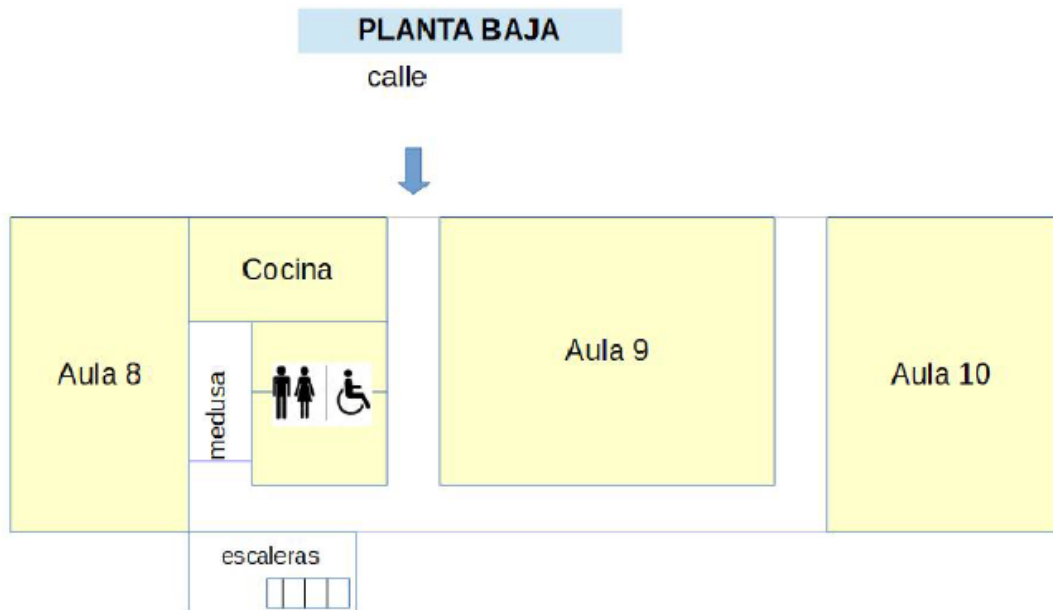 PLANTA BAJA
calle
Cocina
Aula 8
medusa
Aula 9
Aula 10
escaleras